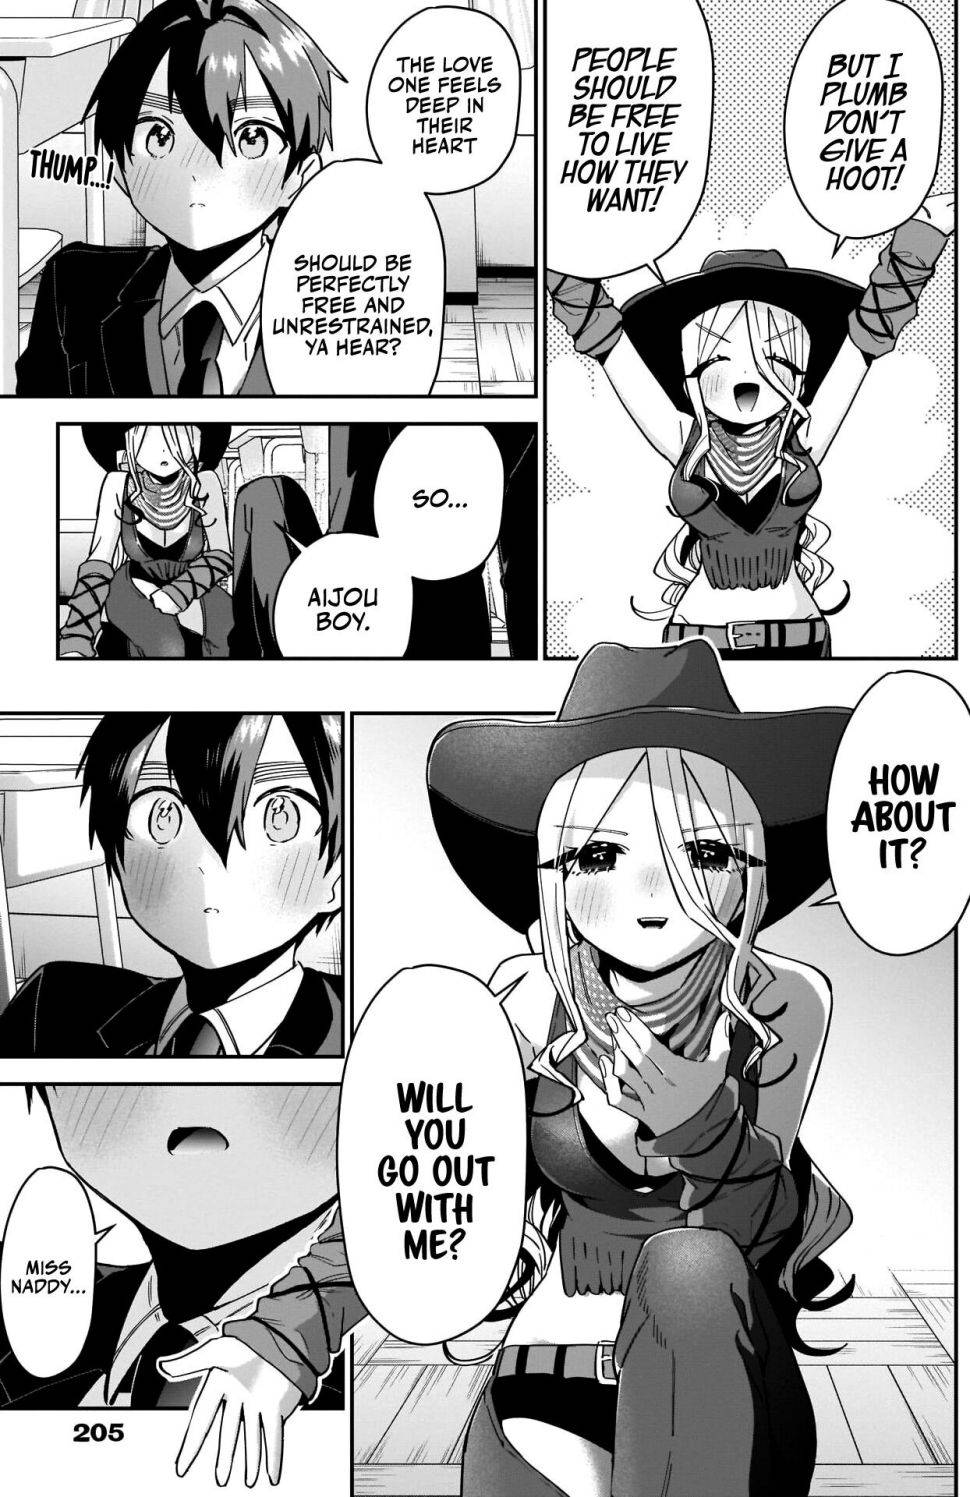 BUT I
PLUMB
DON'T
GIVE A
HOOT!
PEOPLE
SHOULD
BE FREE
TO LIVE
HOW THEY
WANT!
THE LOVE
ONE FEELS
DEEP IN
THEIR
HEART
SHOULD BE
PERFECTLY
FREE AND
UNRESTRAINED,
YA HEAR?
THUMP...!
SO...
AIJOU
BOY.
HOW
ABOUT
IT?
WILL
YOU
GO OUT
WITH
ME?
MISS
NADDY...
205